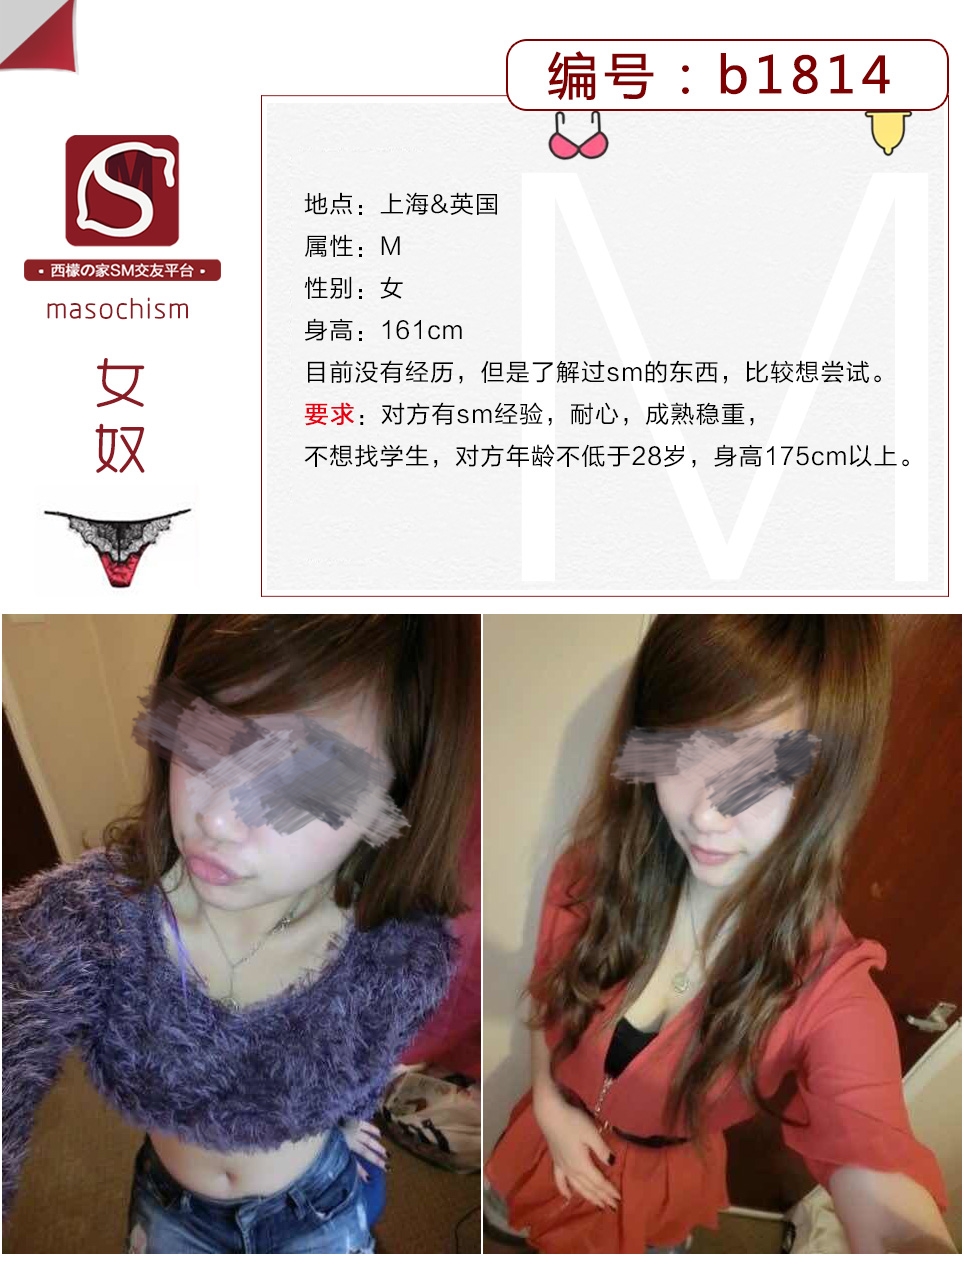 编号：b1814
SM
·西檬の家SM交友平台·
masochism
女
奴
地点：上海&英国
属性：M
性别：女
身高：161cm
目前没有经历，但是了解过sm的东西，比较想尝试。
要求：对方有sm经验，耐心，成熟稳重，
不想找学生，对方年龄不低于28岁，身高175cm以上。
M